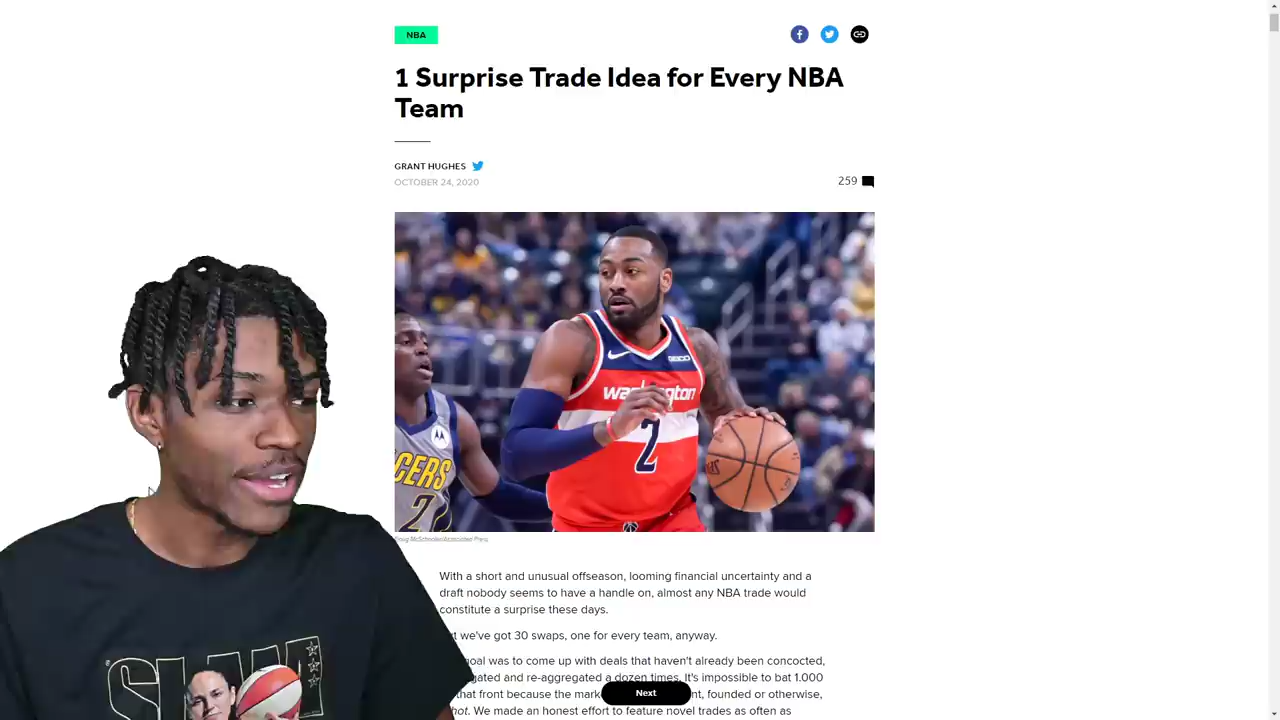 NBA
1 Surprise Trade Idea for Every NBA
Team
GRANT HUGHES
OCTOBER 24, 2020
259
washington
2
GEICO
CERS
2
With a short and unusual offseason, looming financial uncertainty and a
draft nobody seems to have a handle on, almost any NBA trade would
constitute a surprise these days.
t we've got 30 swaps, one for every team, anyway.
oal was to come up with deals that haven't already been concocted,
gated and re-aggregated a dozen times. It's impossible to bat 1.000
that front because the mark nt, founded or otherwise,
hot. We made an honest effort to feature novel trades as often as
Next
SLAM